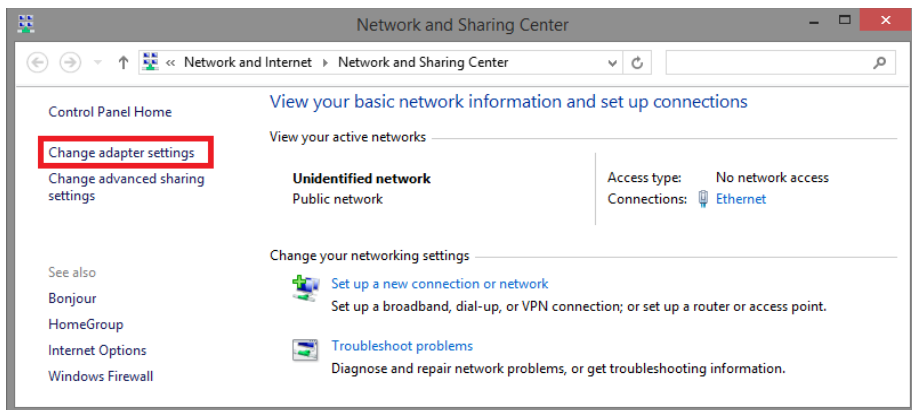 Network and Sharing Center
« Network and Internet Network and Sharing Center
Control Panel Home
Change adapter settings
Change advanced sharing
settings
See also
Bonjour
HomeGroup
Internet Options
Windows Firewall
View your basic network information and set up connections
View your active networks
Unidentified network
Public network
Access type: No network access
Connections: Ethernet
Change your networking settings
Set up a new connection or network
Set up a broadband, dial-up, or VPN connection; or set up a router or access point.
Troubleshoot problems
Diagnose and repair network problems, or get troubleshooting information.